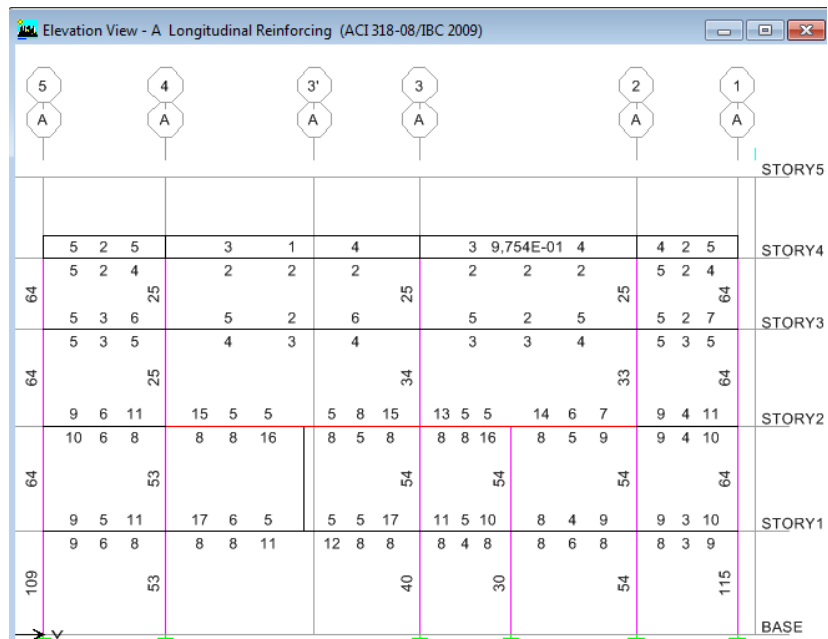 Elevation View - A Longitudinal Reinforcing (ACI 318-08/IBC 2009)
5 4 3' 3 2 1
A A A A A A
STORY5
5 2 5 3 1 4 3 9,754E-01 4 4 2 5 STORY4
5 2 4 2 2 2 2 2 2 5 2 4
64 25 25 25 64
5 3 6 5 2 6 5 2 5 5 2 7 STORY3
5 3 5 4 3 4 3 3 4 5 3 5
64 25 34 33 64
9 6 11 15 5 5 5 8 15 13 5 5 14 6 7 9 4 11 STORY2
10 6 8 8 8 16 8 5 8 8 8 16 8 5 9 9 4 10
64 53 54 54 54 64
9 5 11 17 6 5 5 5 17 11 5 10 8 4 9 9 3 10 STORY1
9 6 8 8 8 11 12 8 8 8 4 8 8 6 8 8 3 9
109 53 40 30 54 115
BASE
Y